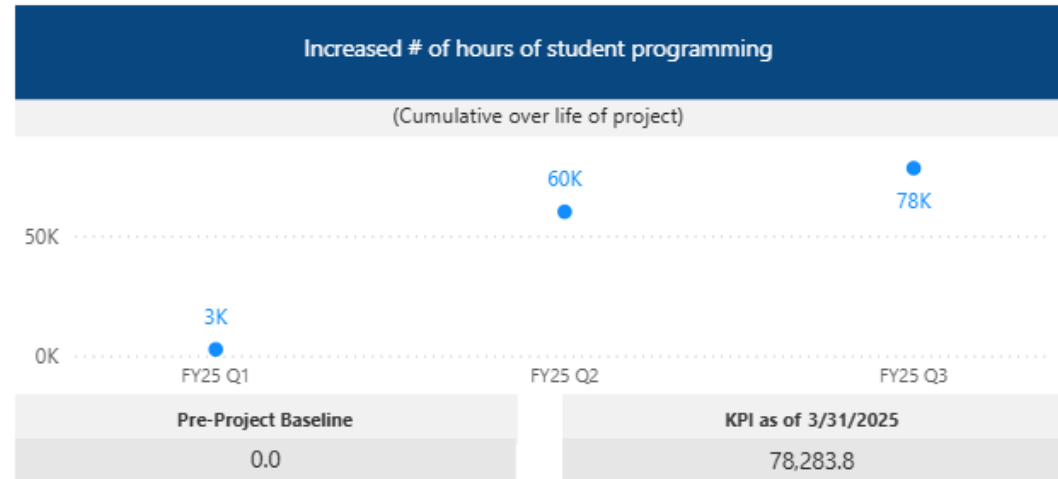 Increased # of hours of student programming
(Cumulative over life of project)
60K
78K
50K
3K
0K
FY25 Q1 FY25 Q2 FY25 Q3
Pre-Project Baseline KPI as of 3/31/2025
0.0 78,283.8